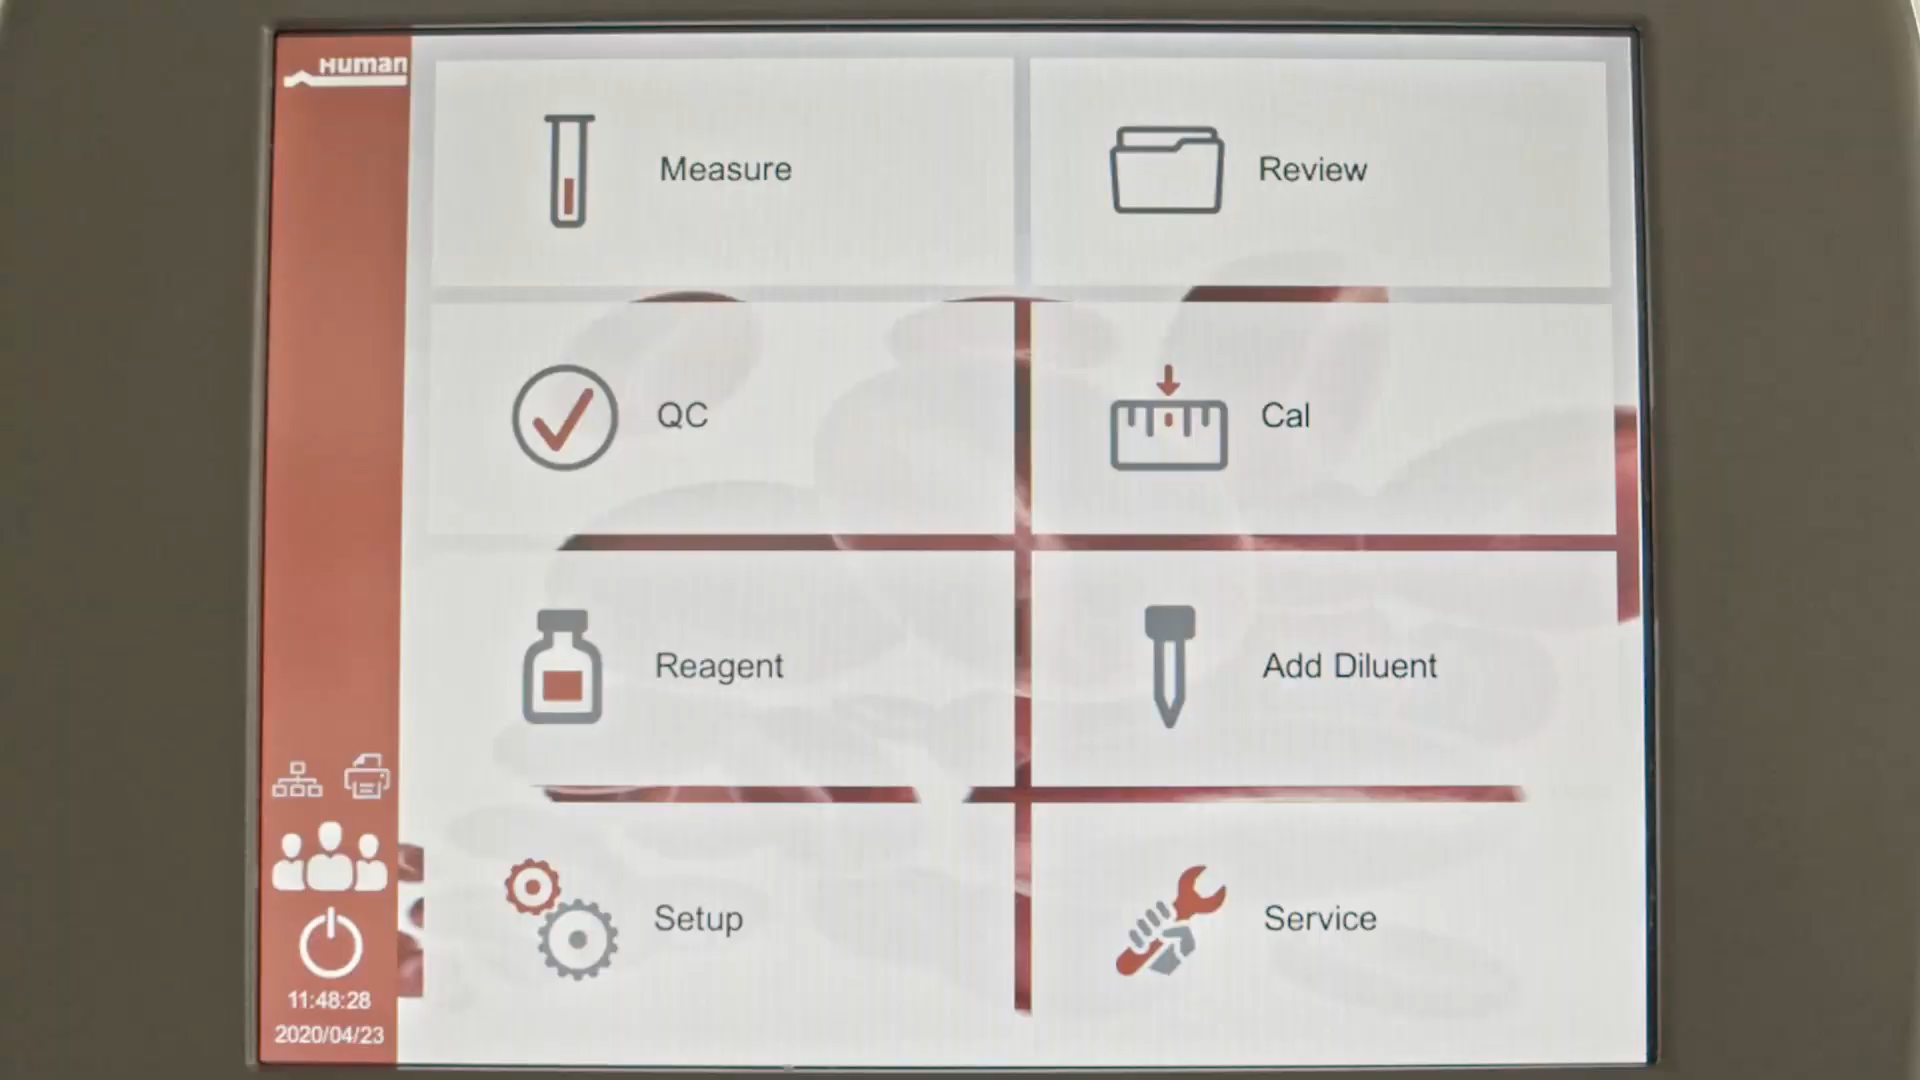 Human
Measure
Review
QC
Cal
Reagent
Add Diluent
Setup
Service
11:48:28
2020/04/23